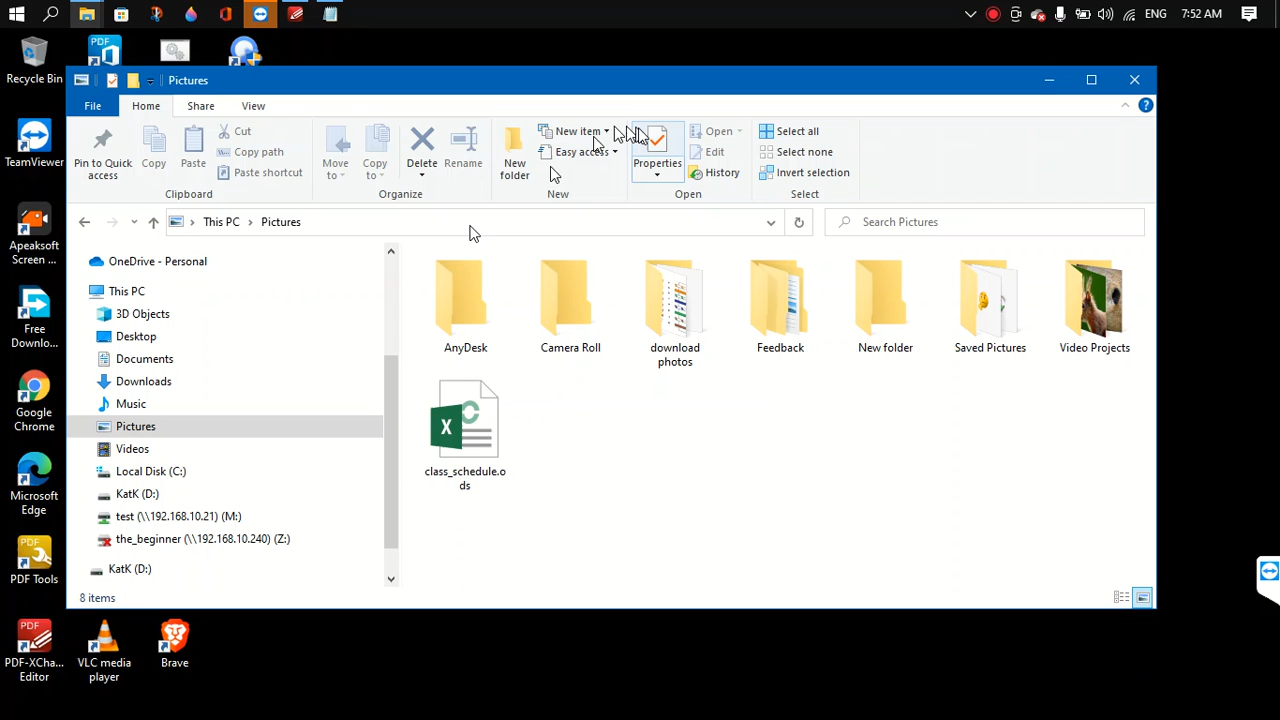 ENG
7:52 AM
Recycle Bin
PDF
TeamViewer
Apeaksoft
Screen ...
Free
Downlo...
Google
Chrome
Microsoft
Edge
PDF
PDF Tools
PDF-XCha...
Editor
VLC media
player
Brave
Pictures
File
Home
Share
View
Pin to Quick
access
Copy
Paste
Cut
Copy path
Paste shortcut
Clipboard
Move
to
Copy
to
Delete
Rename
Organize
New
folder
New item
Easy access
New
Properties
Open
Edit
History
Open
Select all
Select none
Invert selection
Select
This PC
Pictures
Search Pictures
OneDrive - Personal
This PC
3D Objects
Desktop
Documents
Downloads
Music
Pictures
Videos
Local Disk (C:)
KatK (D:)
test (\\192.168.10.21) (M:)
the_beginner (\\192.168.10.240) (Z:)
KatK (D:)
AnyDesk
Camera Roll
download
photos
Feedback
New folder
Saved Pictures
Video Projects
X
class_schedule.o
ds
8 items